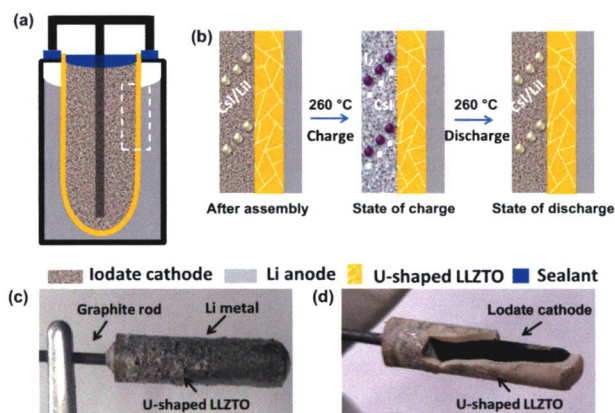 (a)
(b)
CsI/LiI
260 °C
Charge
I₂
CsI
260 °C
Discharge
CsI/LiI
After assembly
State of charge
State of discharge
Iodate cathode
Li anode
U-shaped LLZTO
Sealant
(c)
Graphite rod
Li metal
U-shaped LLZTO
(d)
Lodate cathode
U-shaped LLZTO